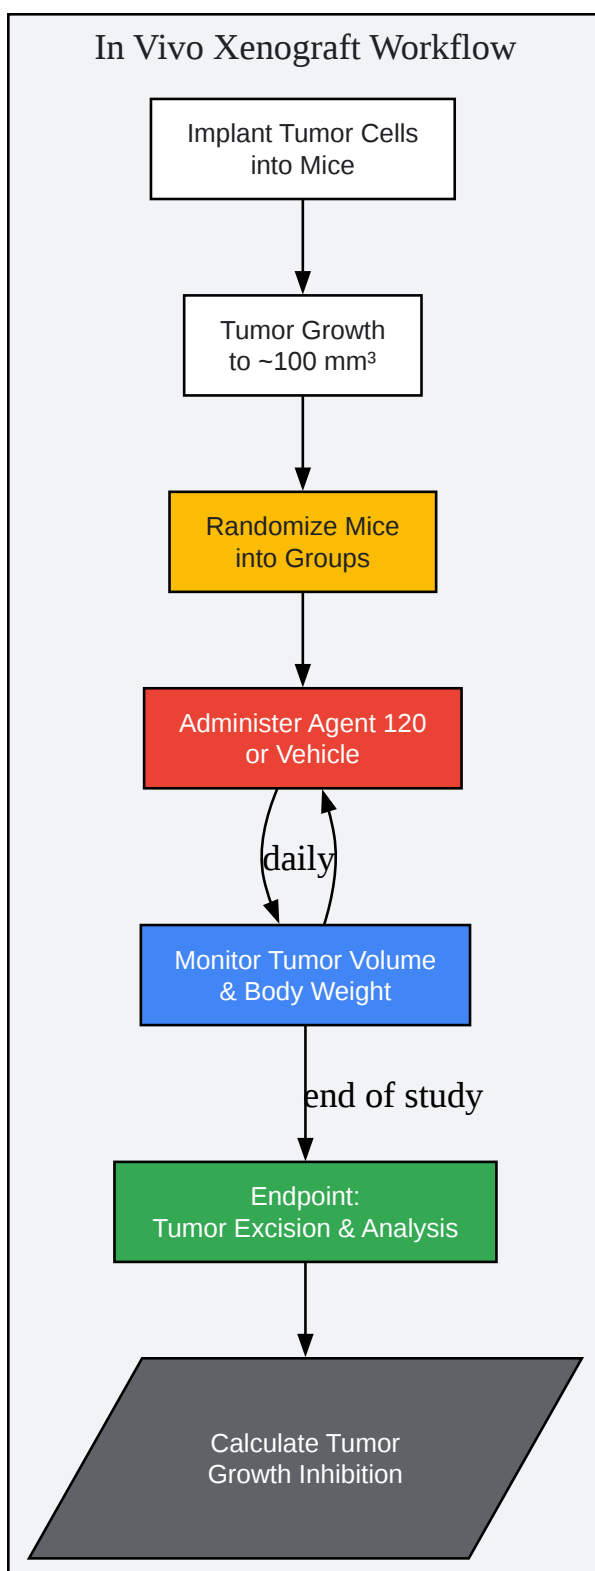 In Vivo Xenograft Workflow
Implant Tumor Cells
into Mice
Tumor Growth
to ~100 mm³
Randomize Mice
into Groups
Administer Agent 120
or Vehicle
daily
Monitor Tumor Volume
& Body Weight
end of study
Endpoint:
Tumor Excision & Analysis
Calculate Tumor
Growth Inhibition